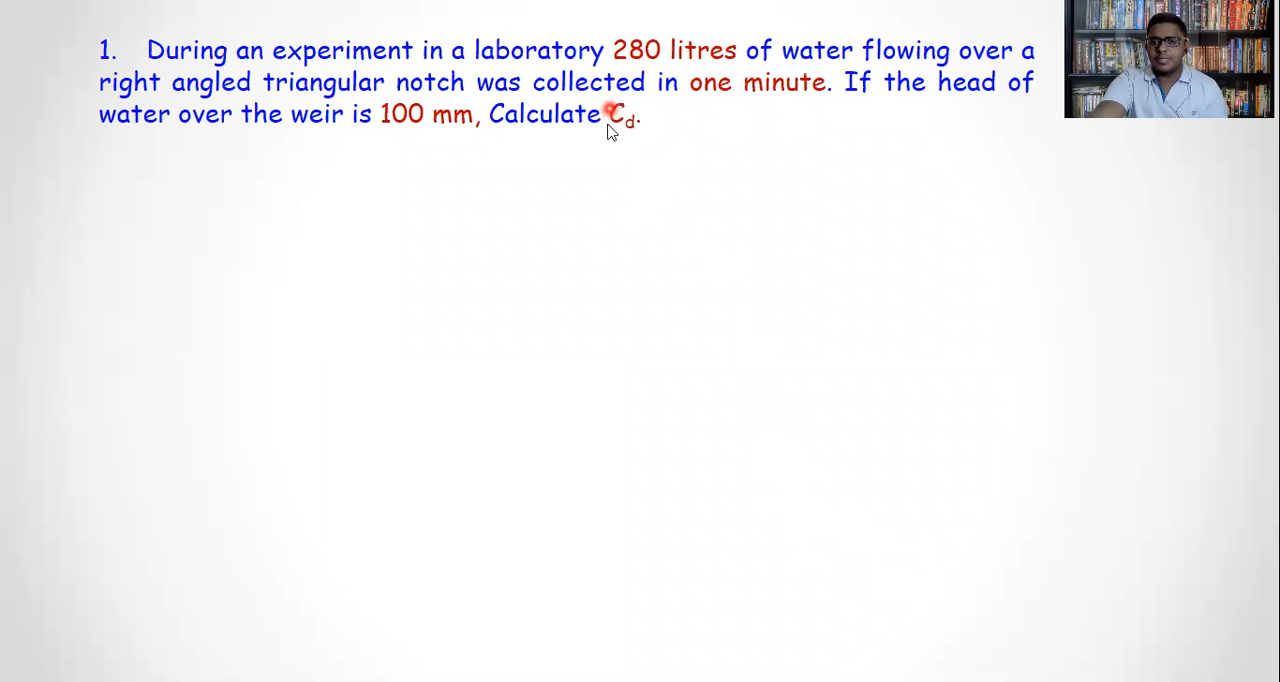 1. During an experiment in a laboratory 280 litres of water flowing over a
right angled triangular notch was collected in one minute. If the head of
water over the weir is 100 mm, Calculate Cd.